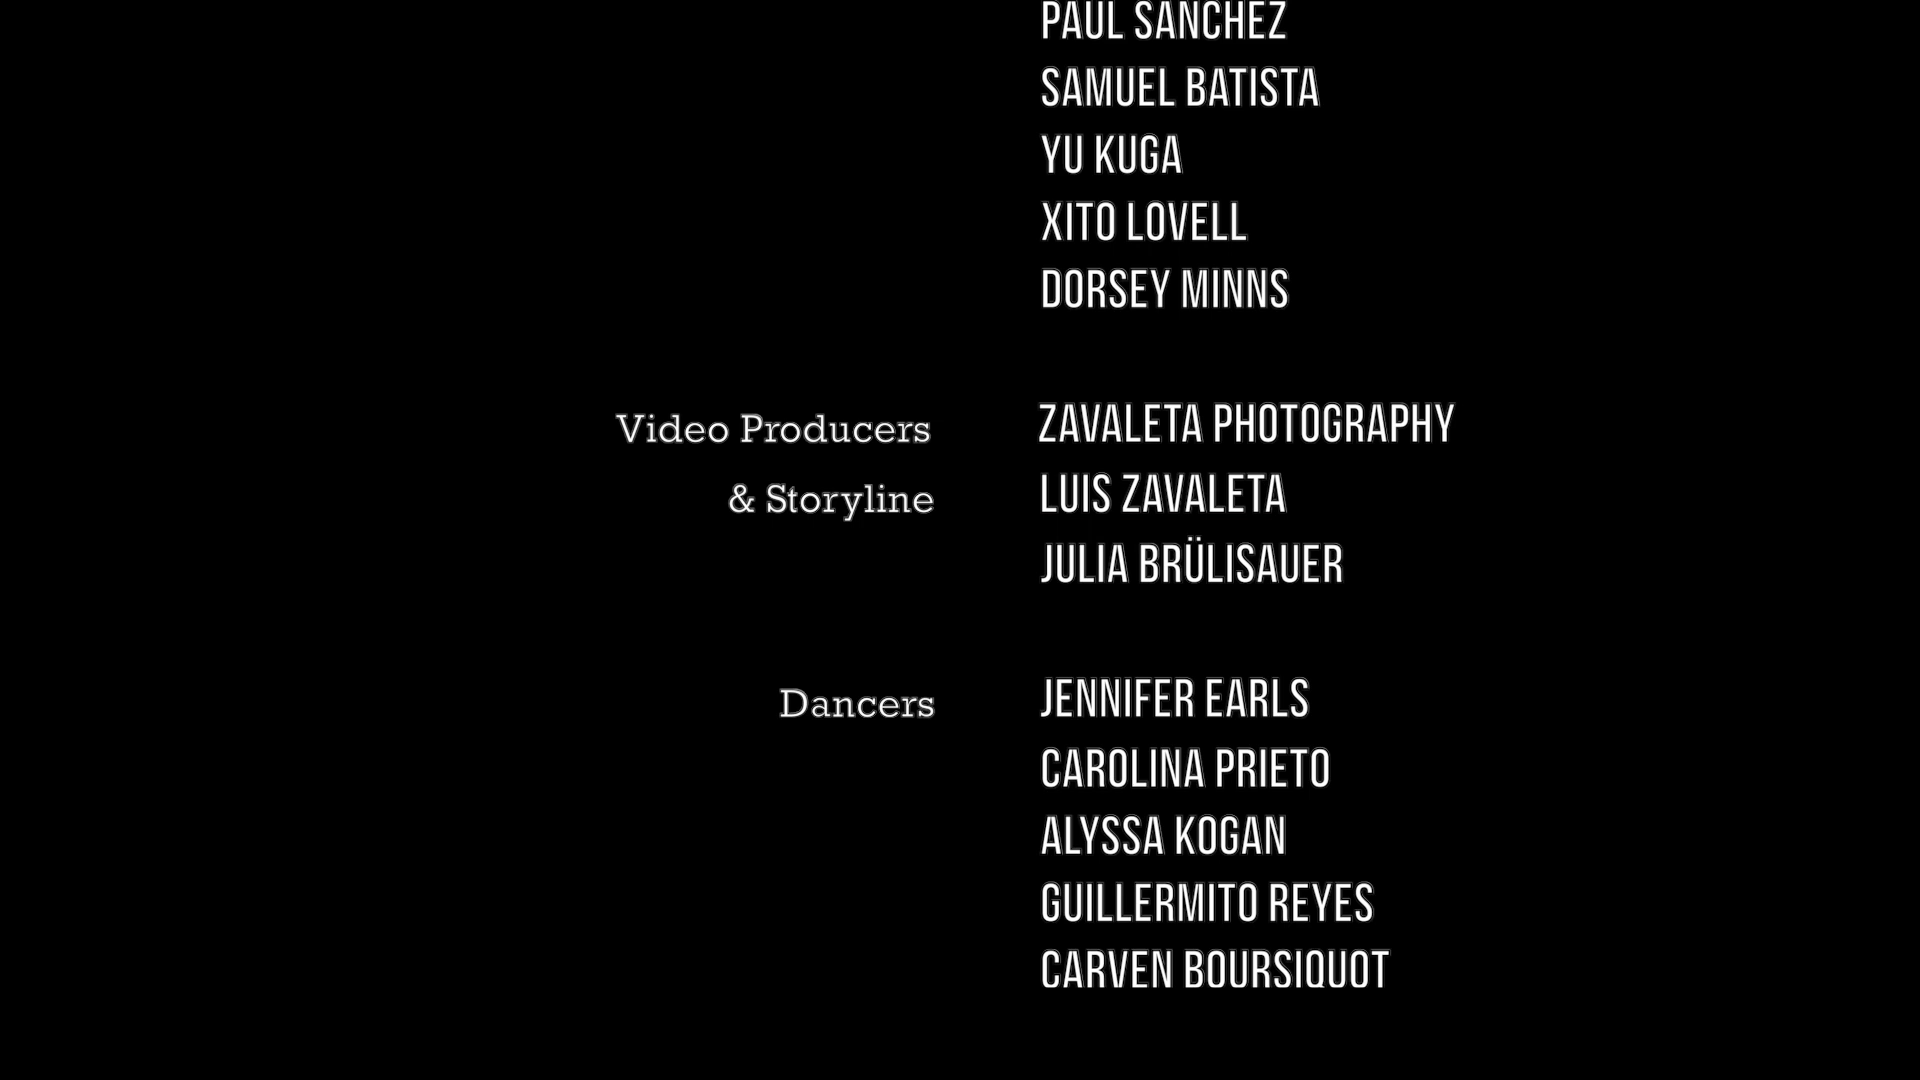 PAUL SANCHEZ
SAMUEL BATISTA
YU KUGA
XITO LOVELL
DORSEY MINNS
Video Producers ZAVALETA PHOTOGRAPHY
& Storyline LUIS ZAVALETA
JULIA BRÜLISAUER
Dancers JENNIFER EARLS
CAROLINA PRIETO
ALYSSA KOGAN
GUILLERMITO REYES
CARVEN BOURSIQUOT